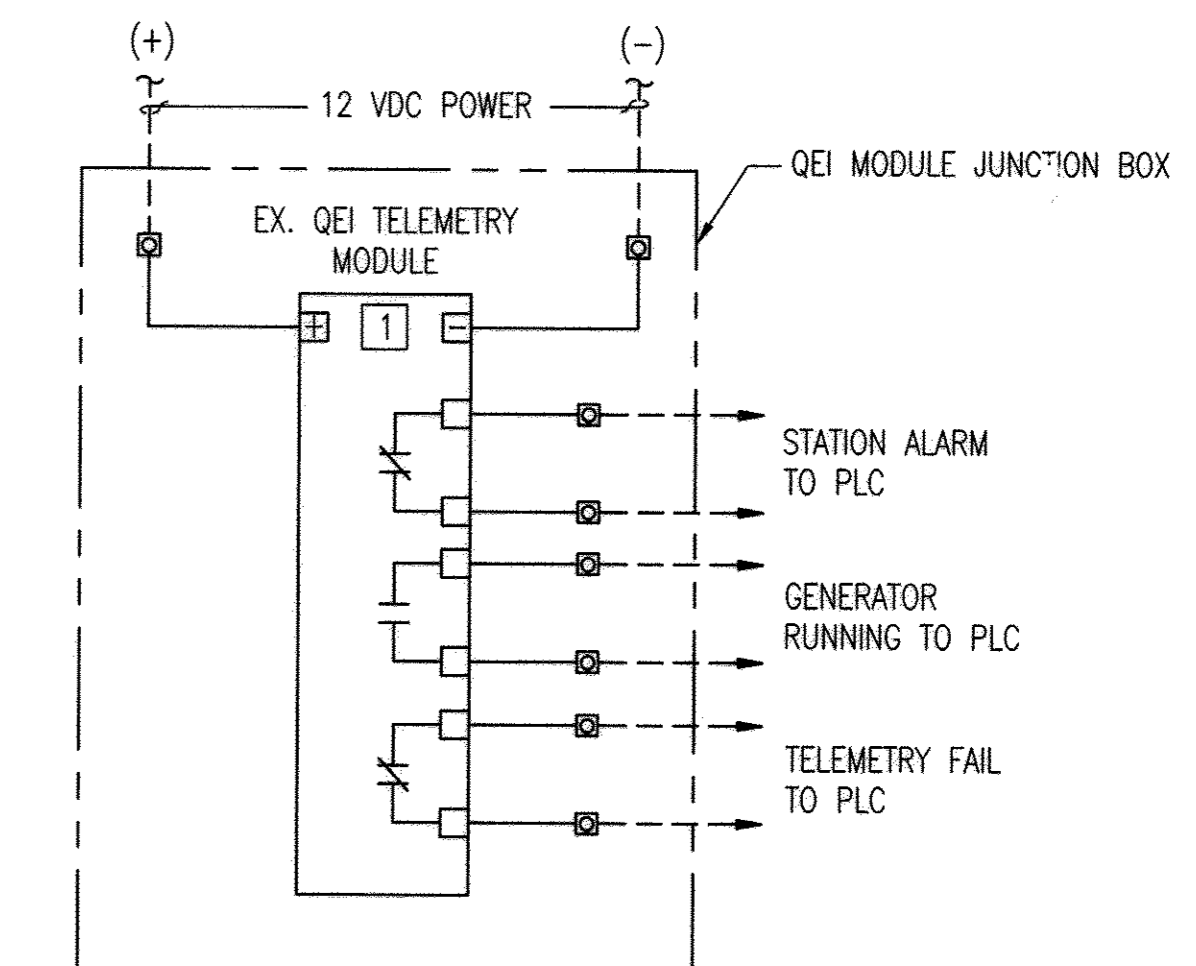 (+)
(-)
12 VDC POWER
QEI MODULE JUNCTION BOX
EX. QEI TELEMETRY
MODULE
+
1
-
STATION ALARM
TO PLC
GENERATOR
RUNNING TO PLC
TELEMETRY FAIL
TO PLC